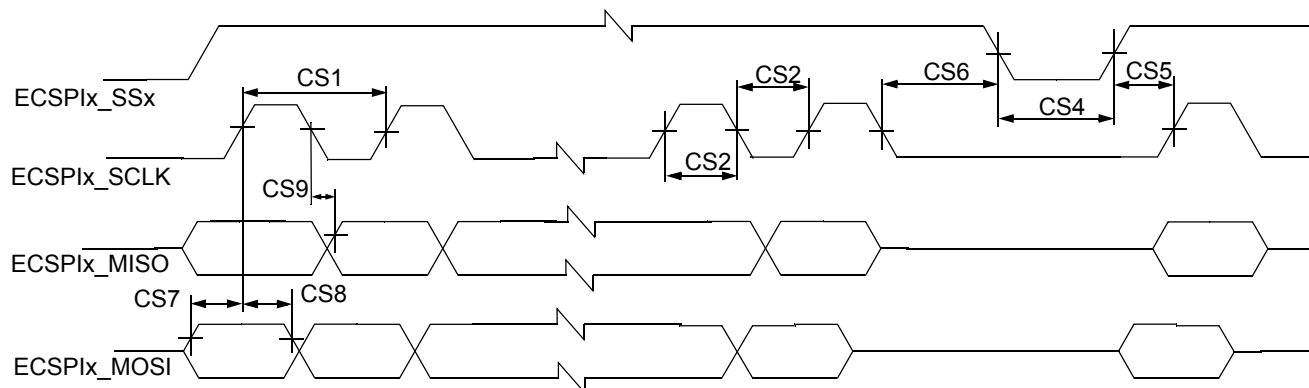 ECSPIx_SSx
CS1
CS2
CS6
CS5
CS4
ECSPIx_SCLK
CS2
CS9
ECSPIx_MISO
CS7
CS8
ECSPIx_MOSI